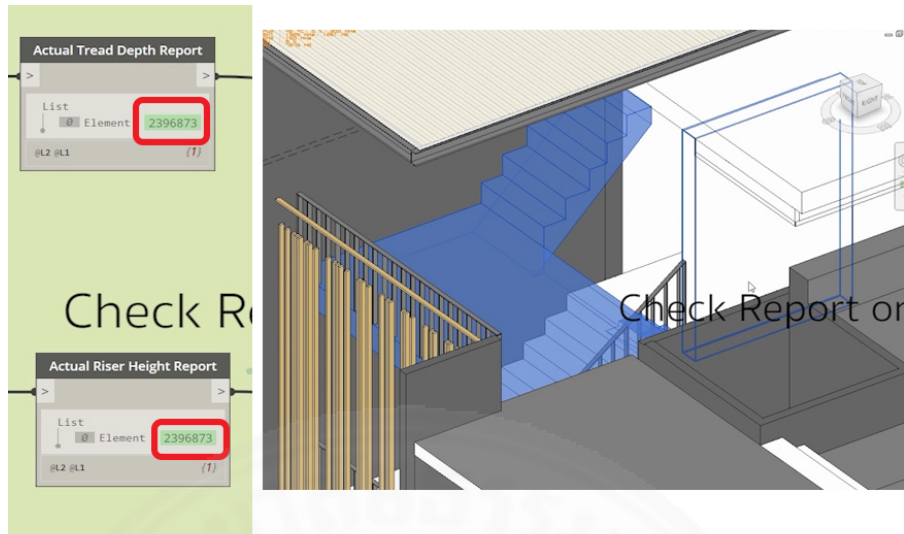 Actual Tread Depth Report
>
>
List
0 Element 2396873
@L2 @L1
{1}
Check Re
Actual Riser Height Report
>
>
List
0 Element 2396873
@L2 @L1
{1}
RIGHT
Check Report on